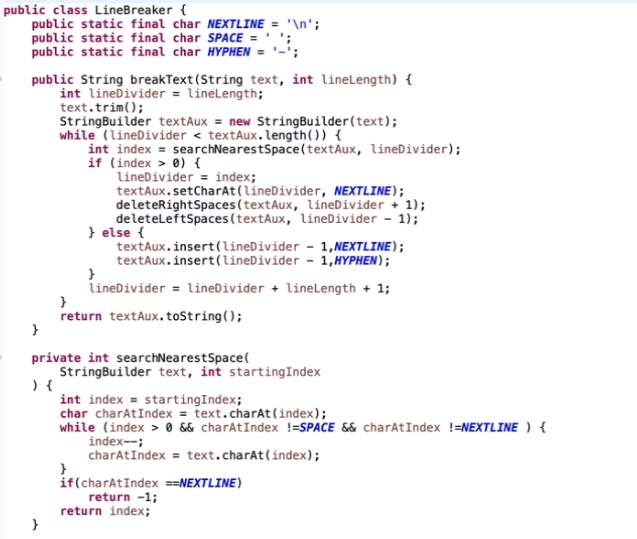 public class LineBreaker {
    public static final char NEXTLINE = '\n';
    public static final char SPACE = ' ';
    public static final char HYPHEN = '-';

    public String breakText(String text, int lineLength) {
        int lineDivider = lineLength;
        text.trim();
        StringBuilder textAux = new StringBuilder(text);
        while (lineDivider < textAux.length()) {
            int index = searchNearestSpace(textAux, lineDivider);
            if (index > 0) {
                lineDivider = index;
                textAux.setCharAt(lineDivider, NEXTLINE);
                deleteRightSpaces(textAux, lineDivider + 1);
                deleteLeftSpaces(textAux, lineDivider - 1);
            } else {
                textAux.insert(lineDivider - 1,NEXTLINE);
                textAux.insert(lineDivider - 1,HYPHEN);
            }
            lineDivider = lineDivider + lineLength + 1;
        }
        return textAux.toString();
    }

    private int searchNearestSpace(
        StringBuilder text, int startingIndex
    ) {
        int index = startingIndex;
        char charAtIndex = text.charAt(index);
        while (index > 0 && charAtIndex !=SPACE && charAtIndex !=NEXTLINE ) {
            index--;
            charAtIndex = text.charAt(index);
        }
        if(charAtIndex ==NEXTLINE)
            return -1;
        return index;
    }